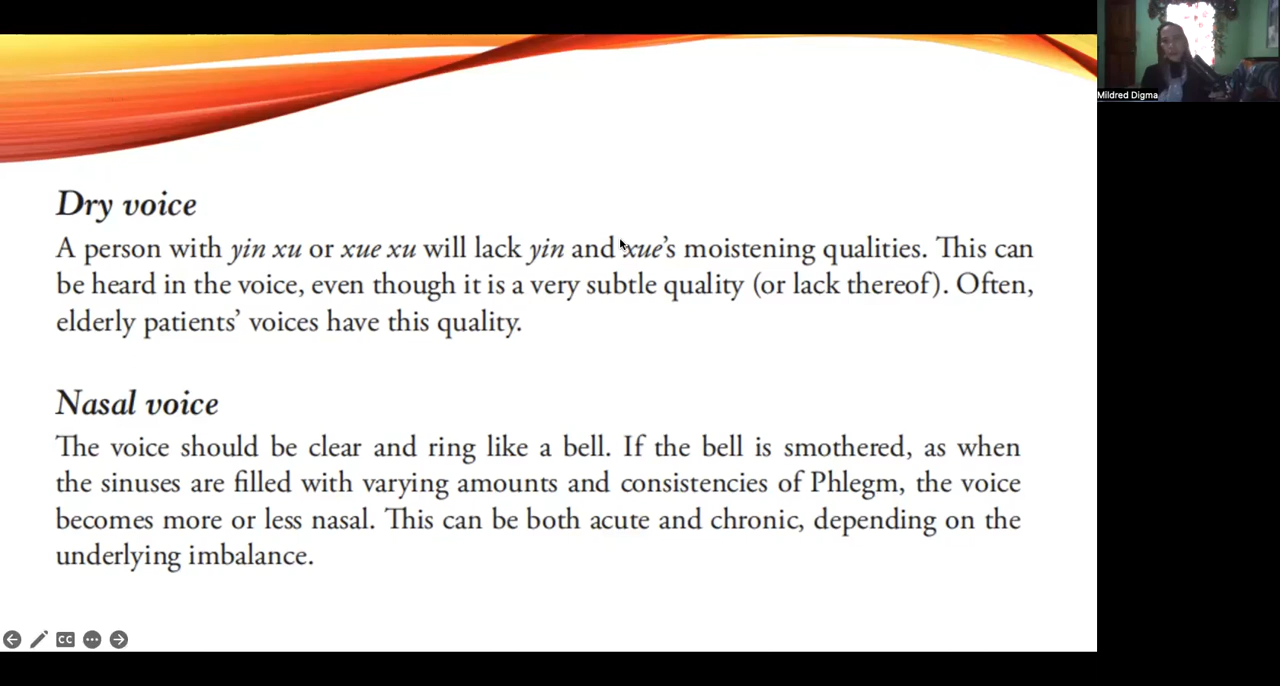 Mildred Digma
Dry voice
A person with yin xu or xue xu will lack yin and xue's moistening qualities. This can
be heard in the voice, even though it is a very subtle quality (or lack thereof). Often,
elderly patients' voices have this quality.
Nasal voice
The voice should be clear and ring like a bell. If the bell is smothered, as when
the sinuses are filled with varying amounts and consistencies of Phlegm, the voice
becomes more or less nasal. This can be both acute and chronic, depending on the
underlying imbalance.
CC